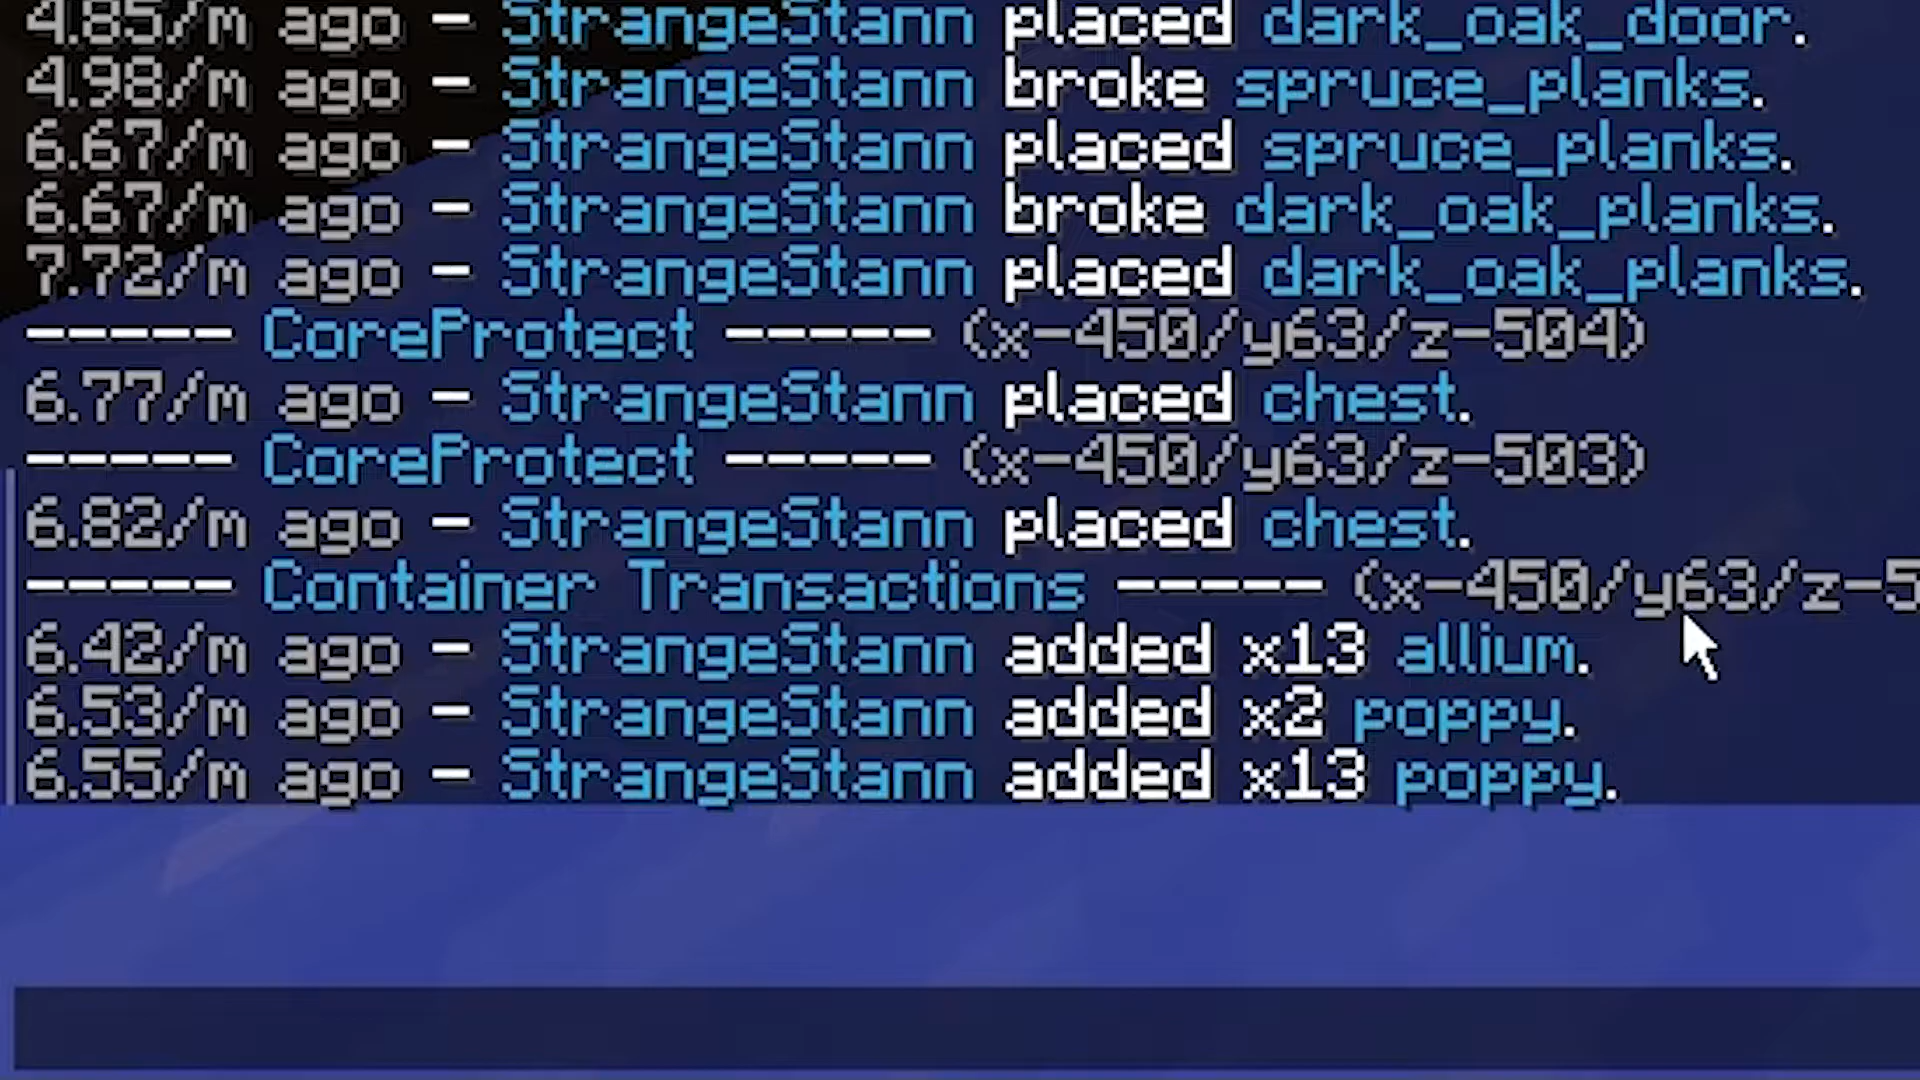 4.85/m ago - StrangeStann placed dark_oak_door.
4.98/m ago - StrangeStann broke spruce_planks.
6.67/m ago - StrangeStann placed spruce_planks.
6.67/m ago - StrangeStann broke dark_oak_planks.
7.72/m ago - StrangeStann placed dark_oak_planks.
----- CoreProtect ----- (x-450/y63/z-504)
6.77/m ago - StrangeStann placed chest.
----- CoreProtect ----- (x-450/y63/z-503)
6.82/m ago - StrangeStann placed chest.
----- Container Transactions ----- (x-450/y63/z-5
6.42/m ago - StrangeStann added x13 allium.
6.53/m ago - StrangeStann added x2 poppy.
6.55/m ago - StrangeStann added x13 poppy.